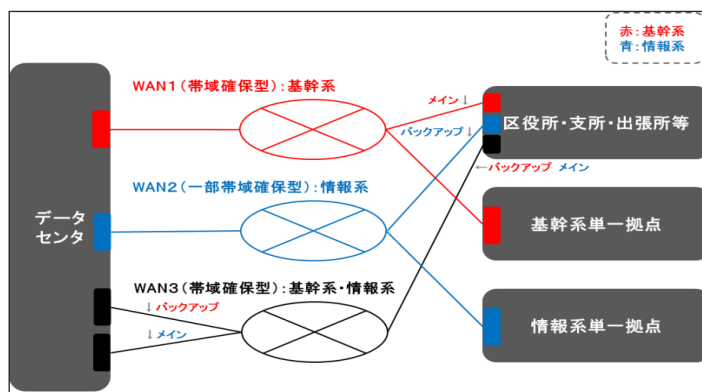 赤：基幹系
青：情報系
WAN1（帯域確保型）：基幹系
メイン↓
区役所・支所・出張所等
バックアップ↓
←バックアップ メイン
WAN2（一部帯域確保型）：情報系
データ
センタ
基幹系単一拠点
WAN3（帯域確保型）：基幹系・情報系
↓バックアップ
↓メイン
情報系単一拠点